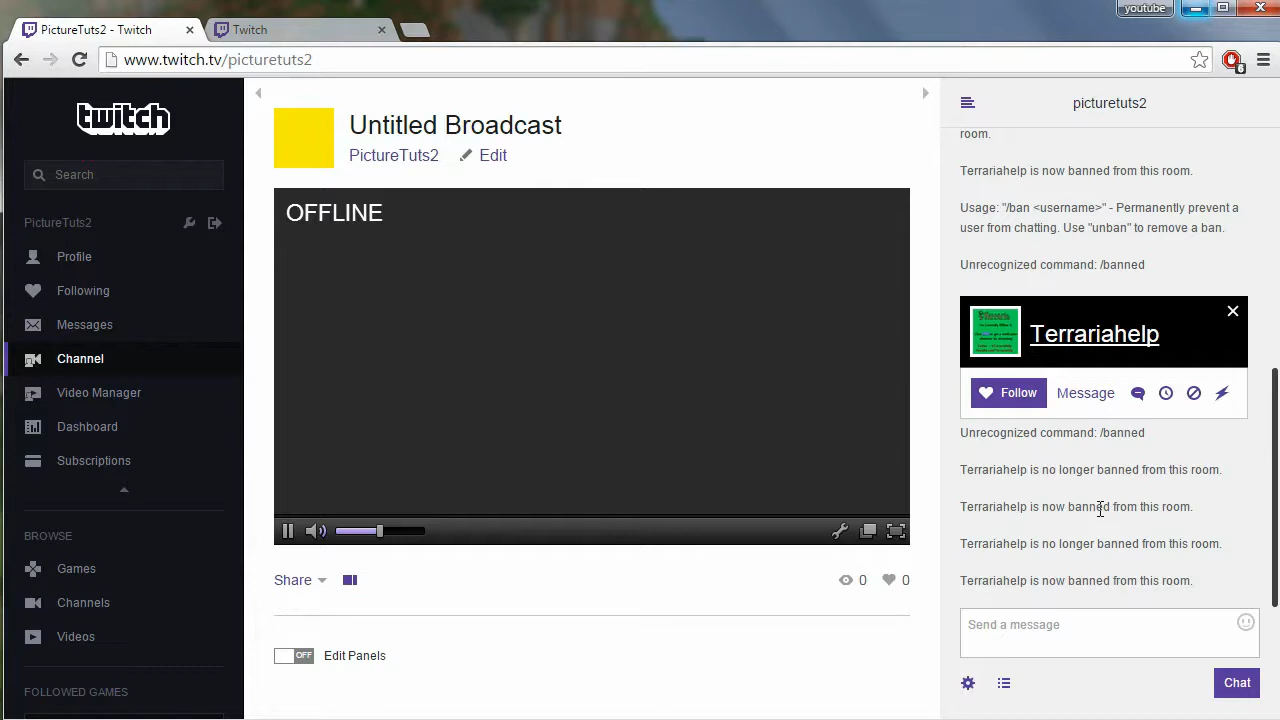 youtube
PictureTuts2 - Twitch
Twitch
www.twitch.tv/picturetuts2
6
twitch
Search
PictureTuts2
Profile
Following
Messages
Channel
Video Manager
Dashboard
Subscriptions
BROWSE
Games
Channels
Videos
FOLLOWED GAMES
Untitled Broadcast
PictureTuts2
Edit
OFFLINE
Share
0
0
OFF
Edit Panels
picturetuts2
room.
Terrariahelp is now banned from this room.
Usage: "/ban <username>" - Permanently prevent a
user from chatting. Use "unban" to remove a ban.
Unrecognized command: /banned
Terrariahelp
Follow
Message
Unrecognized command: /banned
Terrariahelp is no longer banned from this room.
Terrariahelp is now banned from this room.
Terrariahelp is no longer banned from this room.
Terrariahelp is now banned from this room.
Send a message
Chat